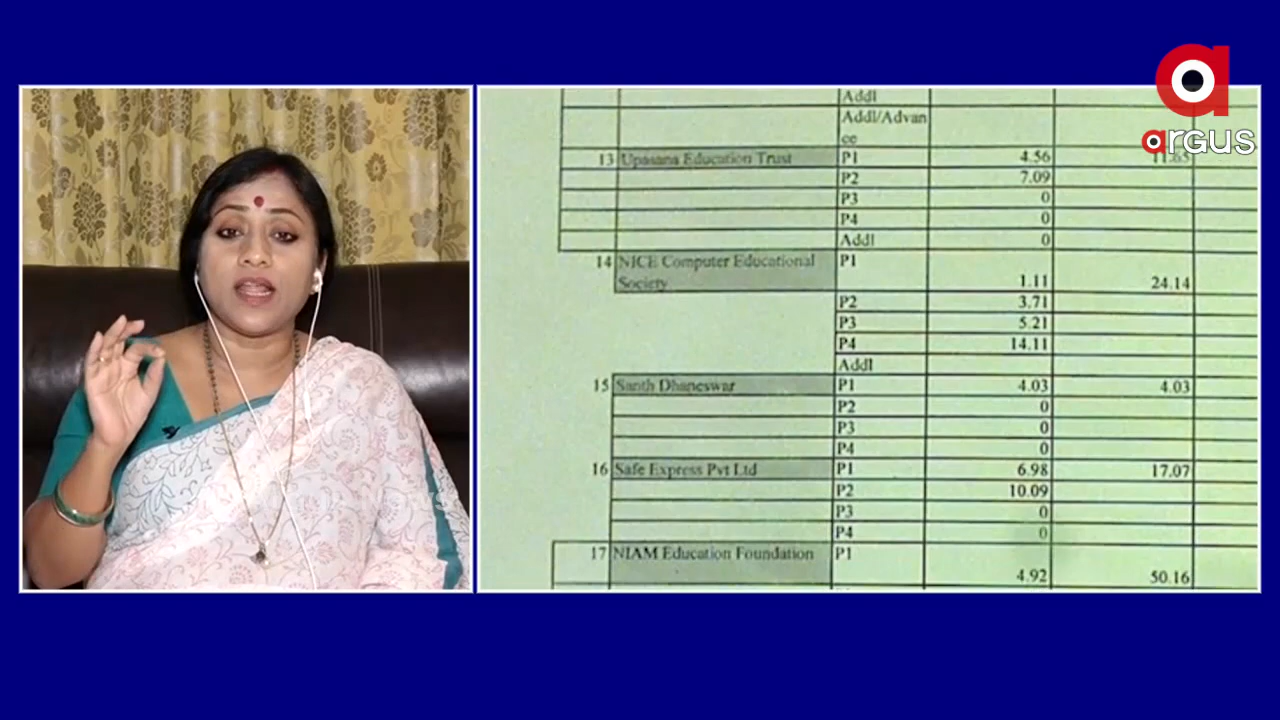 argus
Addl
Addl/Advan
ce
13 Upasana Education Trust P1 4.56 11.65
P2 7.09
P3 0
P4 0
Addl 0
14 NICE Computer Educational P1
Society 1.11 24.14
P2 3.71
P3 5.21
P4 14.11
Addl
15 Santh Dhaneswar P1 4.03 4.03
P2 0
P3 0
P4 0
16 Safe Express Pvt Ltd P1 6.98 17.07
P2 10.09
P3 0
P4 0
17 NIAM Education Foundation P1
4.92 50.16